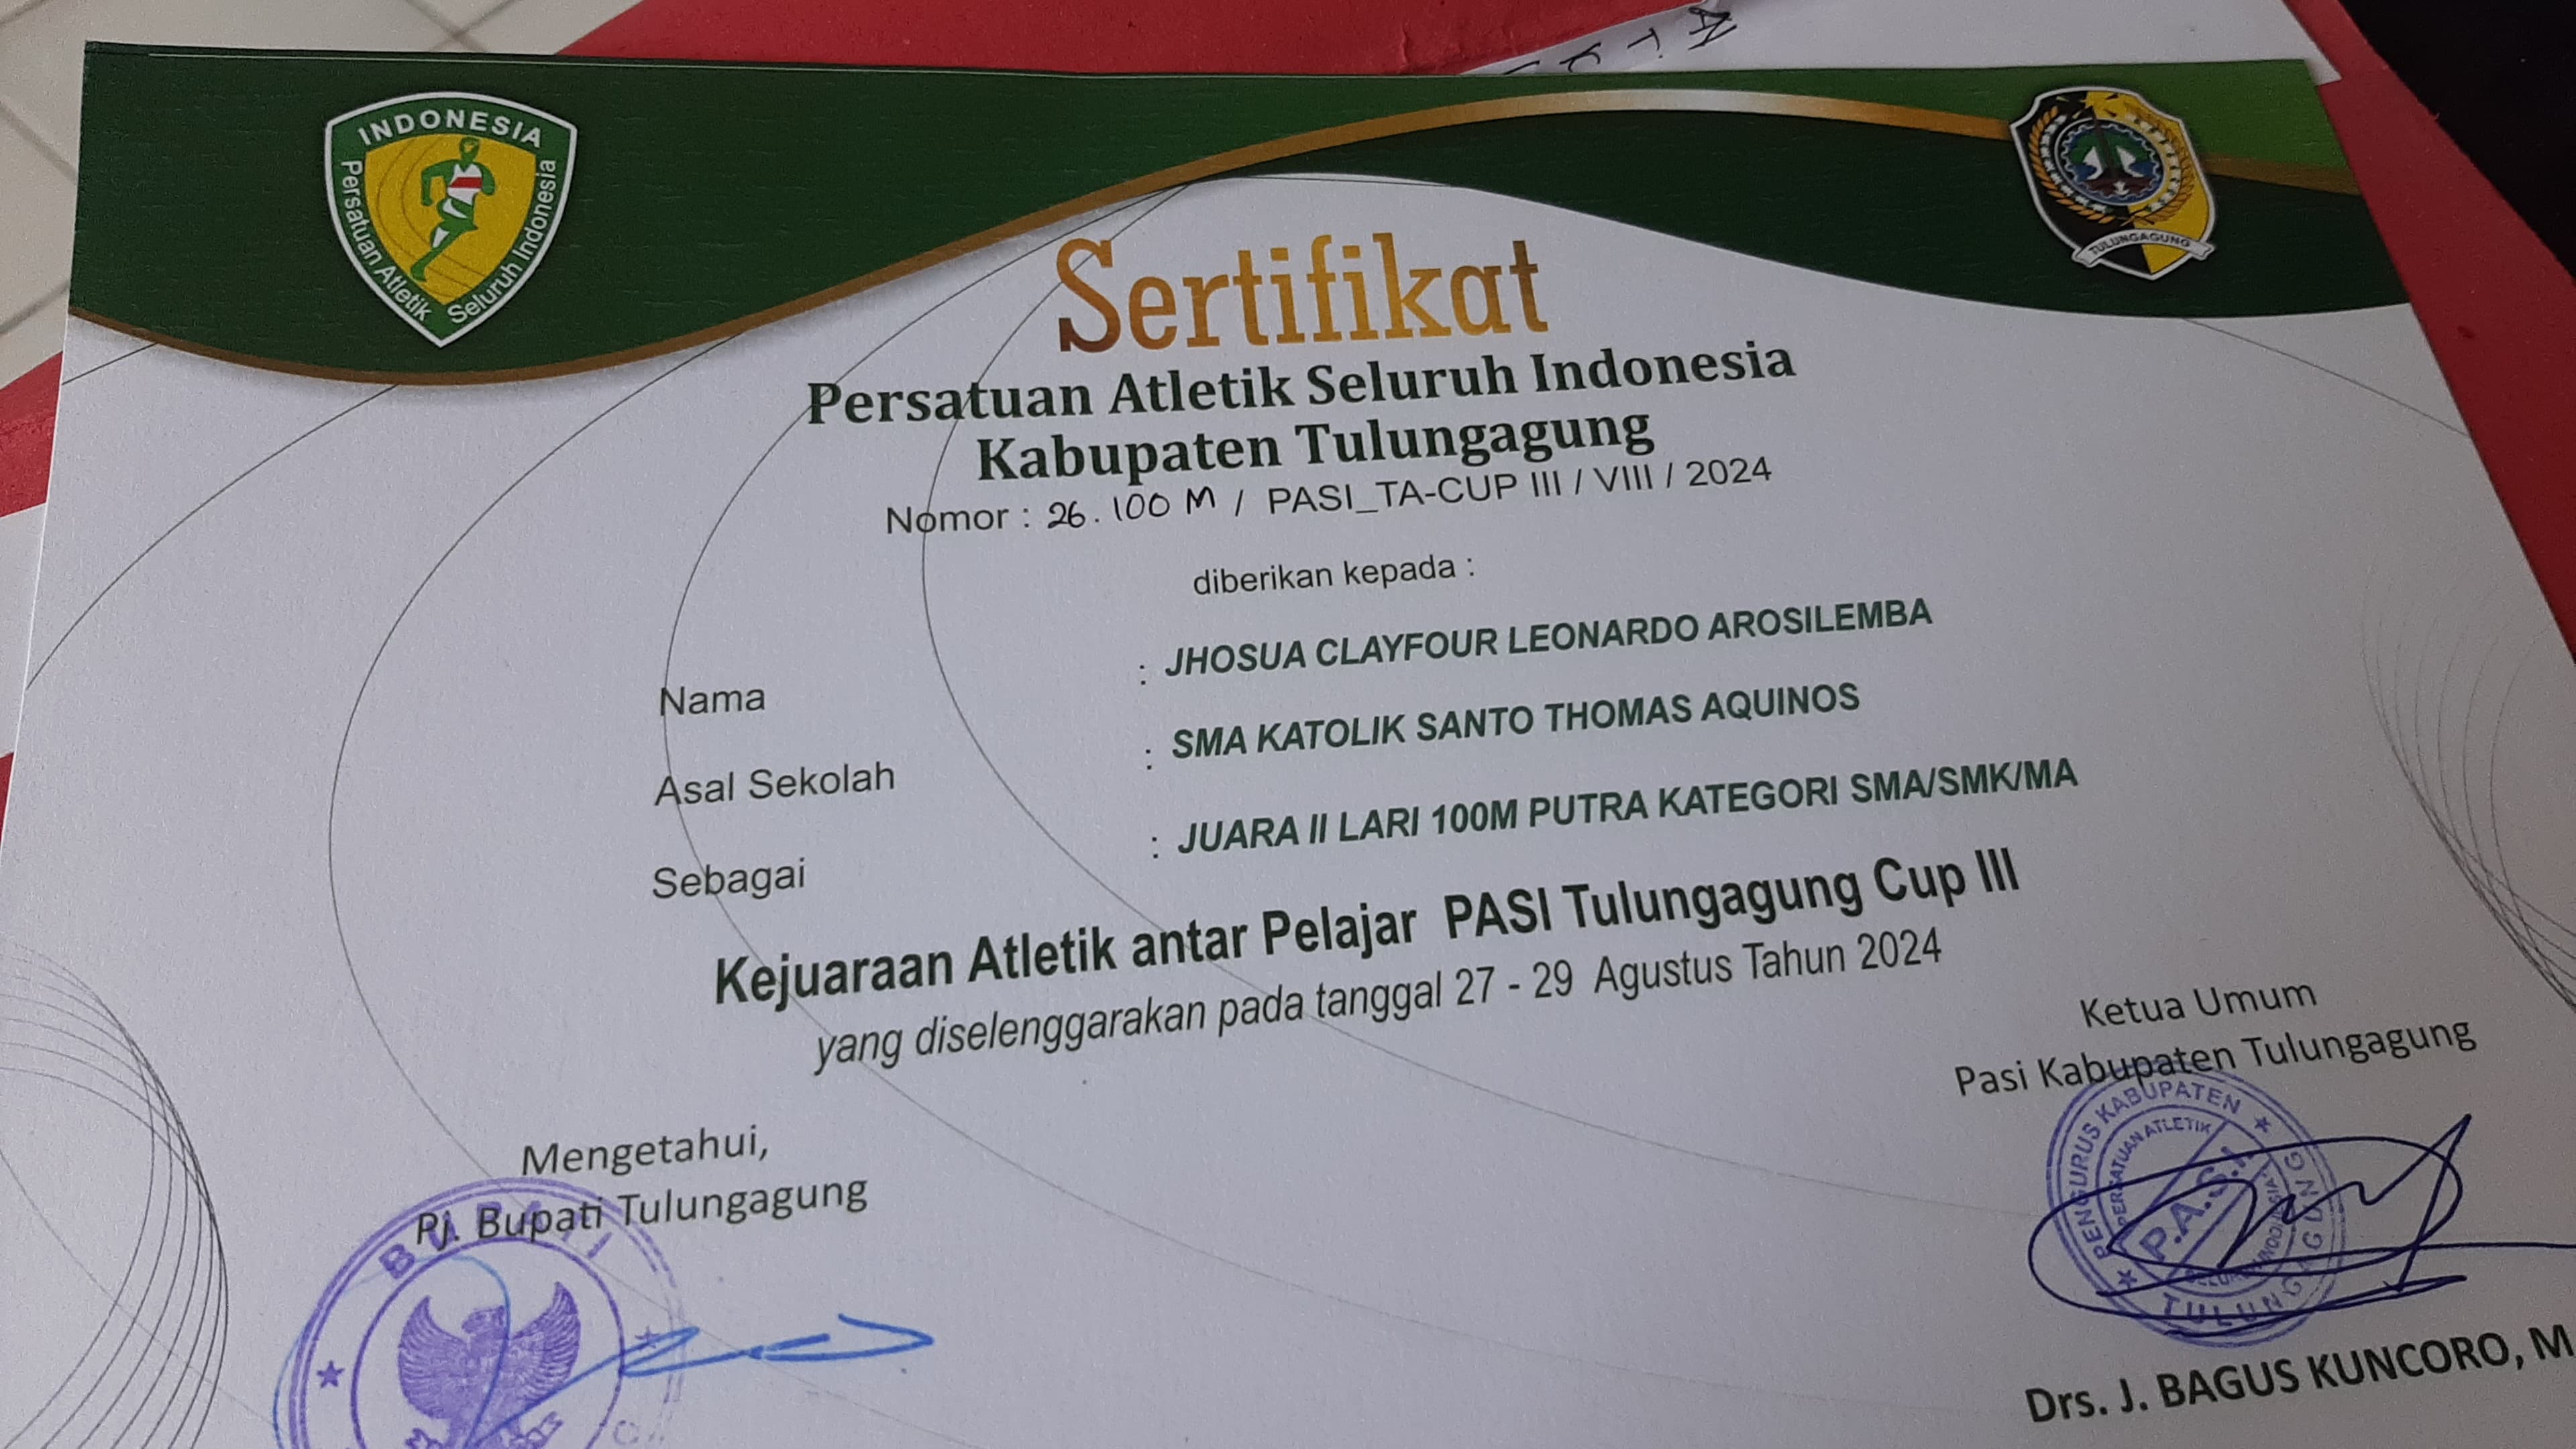 INDONESIA
Persatuan Atletik Seluruh Indonesia
TULUNGAGUNG
Sertifikat
Persatuan Atletik Seluruh Indonesia
Kabupaten Tulungagung
Nomor : 26. 100 M / PASI_TA-CUP III / VIII / 2024
diberikan kepada :
Nama : JHOSUA CLAYFOUR LEONARDO AROSILEMBA
Asal Sekolah : SMA KATOLIK SANTO THOMAS AQUINOS
Sebagai : JUARA II LARI 100M PUTRA KATEGORI SMA/SMK/MA
Kejuaraan Atletik antar Pelajar PASI Tulungagung Cup III
yang diselenggarakan pada tanggal 27 - 29 Agustus Tahun 2024
Mengetahui,
Pj. Bupati Tulungagung
BUPATI
Ketua Umum
Pasi Kabupaten Tulungagung
PENGURUS KABUPATEN
PERSATUAN ATLETIK
P.A.S.I
TULUNGAGUNG
Drs. J. BAGUS KUNCORO, M